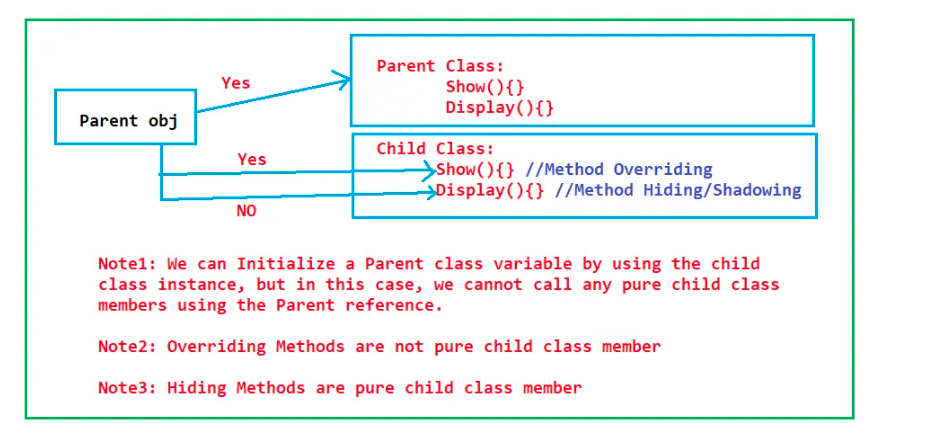 Parent Class:
Yes
Show(){}
Display(){}
Parent obj
Child Class:
Yes
Show(){} //Method Overriding
Display(){} //Method Hiding/Shadowing
NO
Note1: We can Initialize a Parent class variable by using the child
class instance, but in this case, we cannot call any pure child class
members using the Parent reference.
Note2: Overriding Methods are not pure child class member
Note3: Hiding Methods are pure child class member